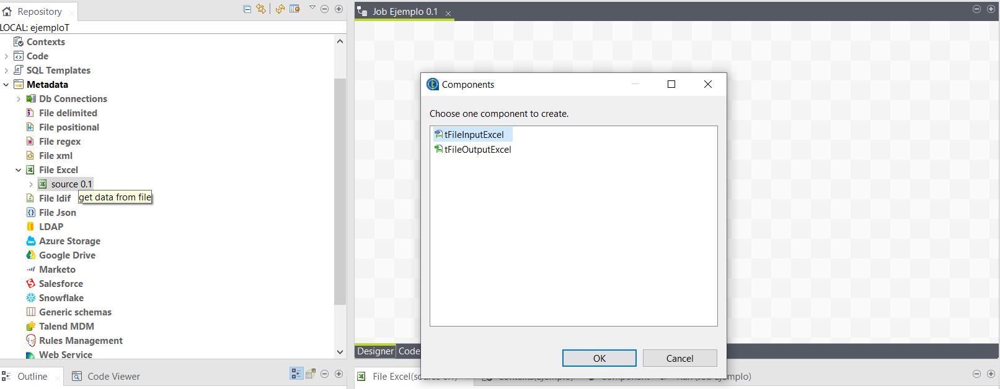 Repository
LOCAL: ejemploT
Contexts
Code
SQL Templates
Metadata
Db Connections
File delimited
File positional
File regex
File xml
File Excel
source 0.1
get data from file
File ldif
File Json
LDAP
Azure Storage
Google Drive
Marketo
Salesforce
Snowflake
Generic schemas
Talend MDM
Rules Management
Web Service
Outline
Code Viewer
Job Ejemplo 0.1
Components
Choose one component to create.
tFileInputExcel
tFileOutputExcel
OK
Cancel
Designer
Code
File Excel(source 0.1)